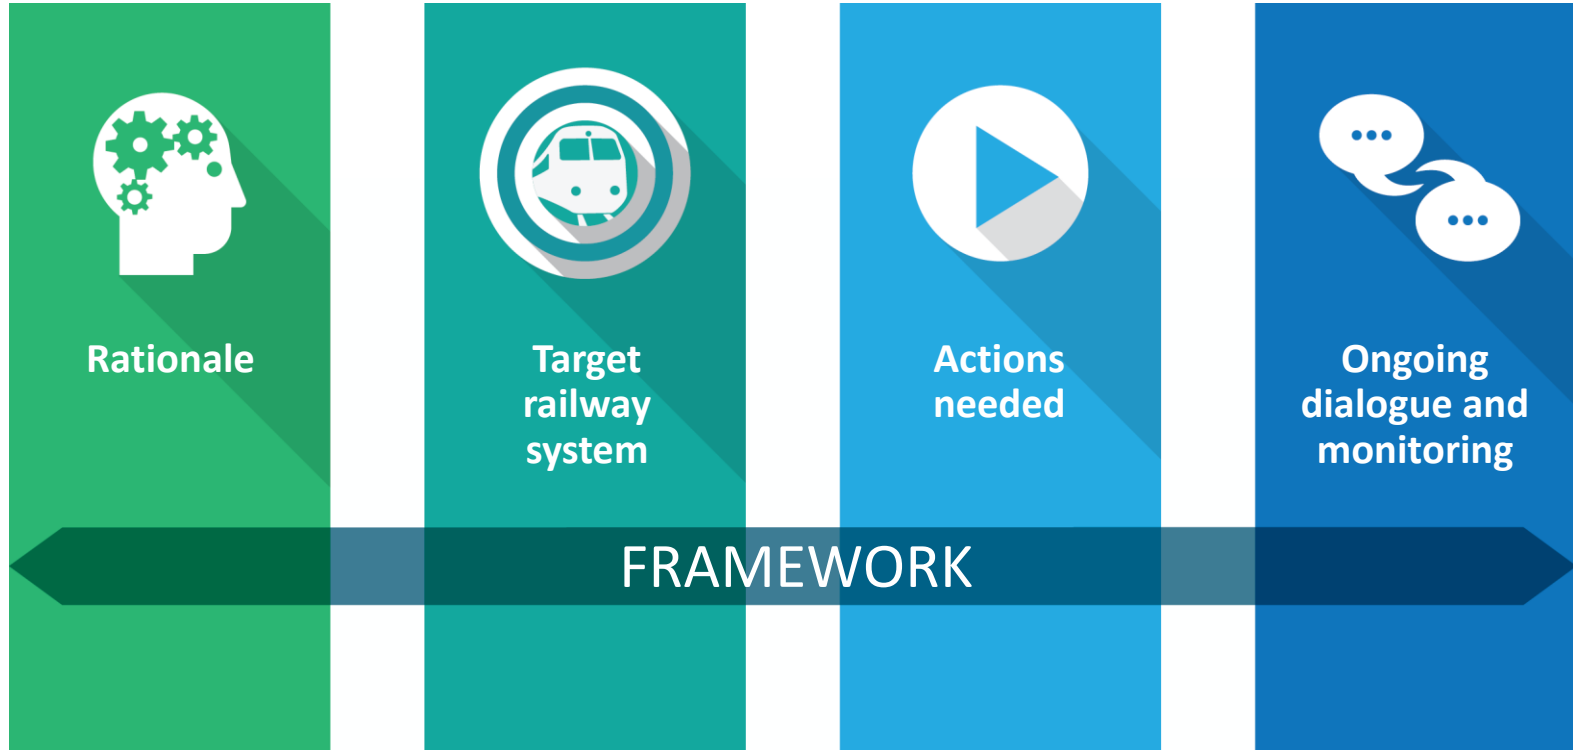 Rationale
Target
railway
system
Actions
needed
Ongoing
dialogue and
monitoring
FRAMEWORK